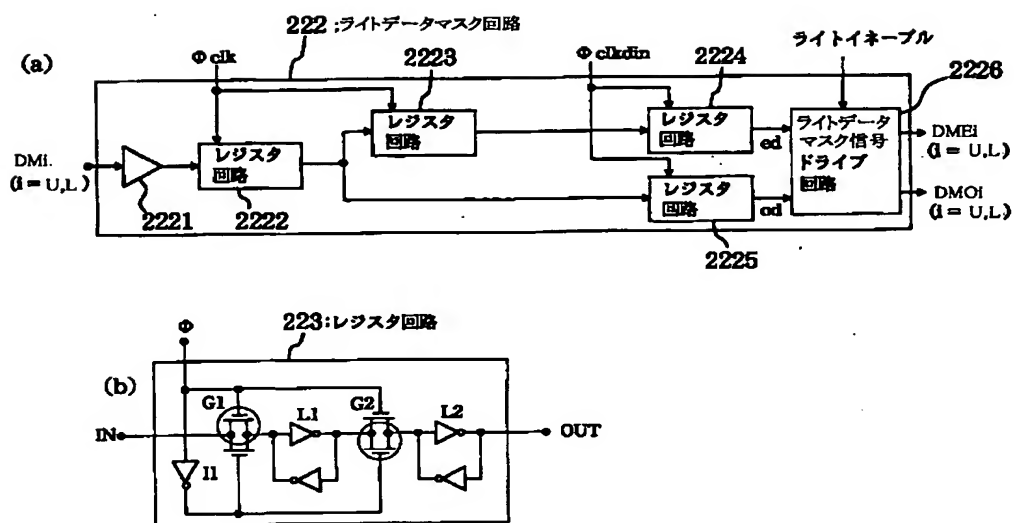 222:ライトデータマスク回路
(a)
Φclk
2223
Φclkdin
2224
ライトイネーブル
2226
DMi.
(i= U,L)
2221
レジスタ
回路
2222
レジスタ
回路
レジスタ
回路
ed
レジスタ
回路
od
2225
ライトデータ
マスク信号
ドライブ
回路
DMEi
(i= U,L)
DMOi
(i= U,L)
223:レジスタ回路
Φ
(b)
G1
L1
G2
L2
IN
OUT
I1